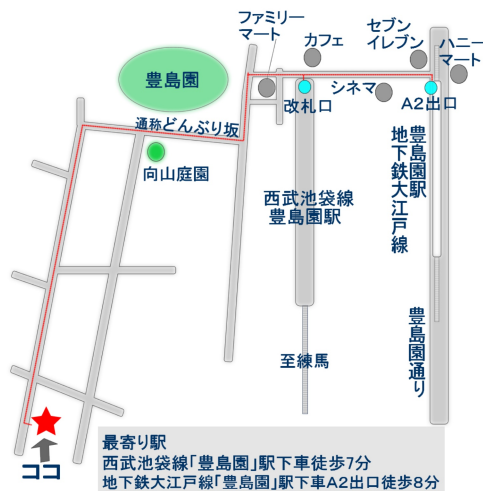 ファミリー
マート
カフェ
セブン
イレブン
ハニー
マート
豊島園
通称どんぶり坂
向山庭園
改札口
シネマ
A2出口
西武池袋線
豊島園駅
豊島園駅
地下鉄大江戸線
至練馬
豊島園通り
ココ
最寄り駅
西武池袋線「豊島園」駅下車徒歩7分
地下鉄大江戸線「豊島園」駅下車A2出口徒歩8分